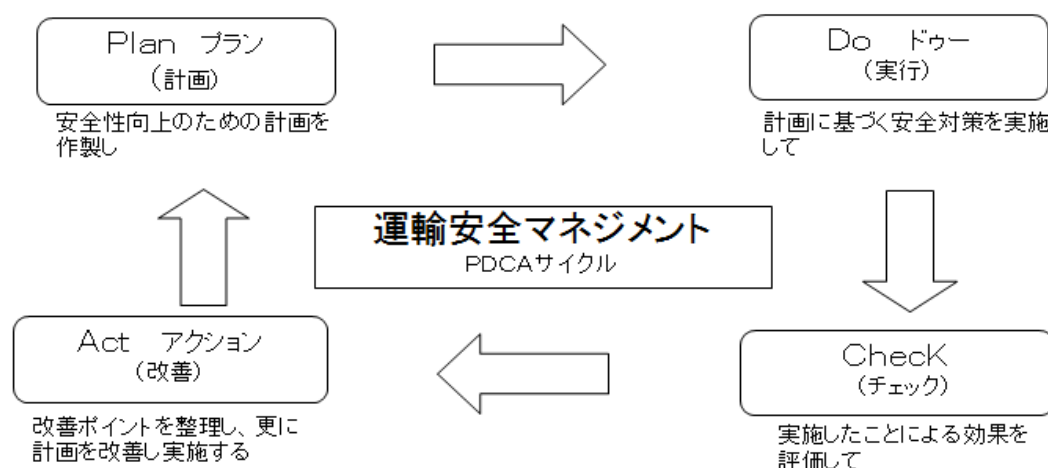 Plan プラン
(計画)
安全性向上のための計画を
作製し
Do ドゥー
(実行)
計画に基づく安全対策を実施
して
運輸安全マネジメント
PDCAサイクル
Act アクション
(改善)
改善ポイントを整理し、更に
計画を改善し実施する
ChecK
(チェック)
実施したことによる効果を
評価して